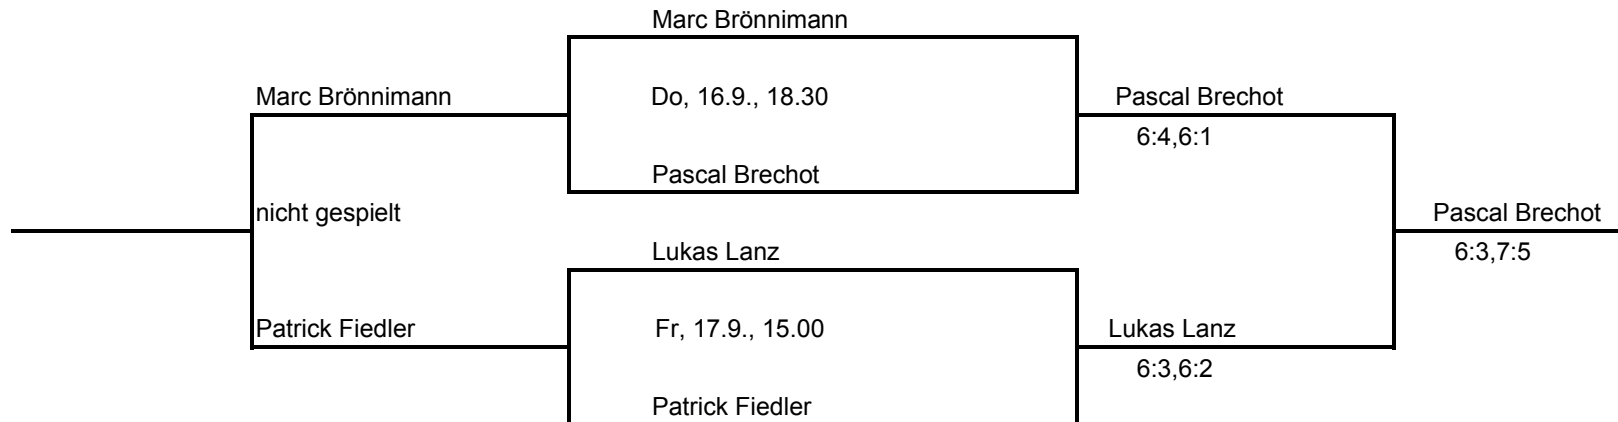 Marc Brönnimann
Marc Brönnimann
Do, 16.9., 18.30
Pascal Brechot
6:4,6:1
Pascal Brechot
nicht gespielt
Pascal Brechot
Lukas Lanz
6:3,7:5
Patrick Fiedler
Fr, 17.9., 15.00
Lukas Lanz
6:3,6:2
Patrick Fiedler